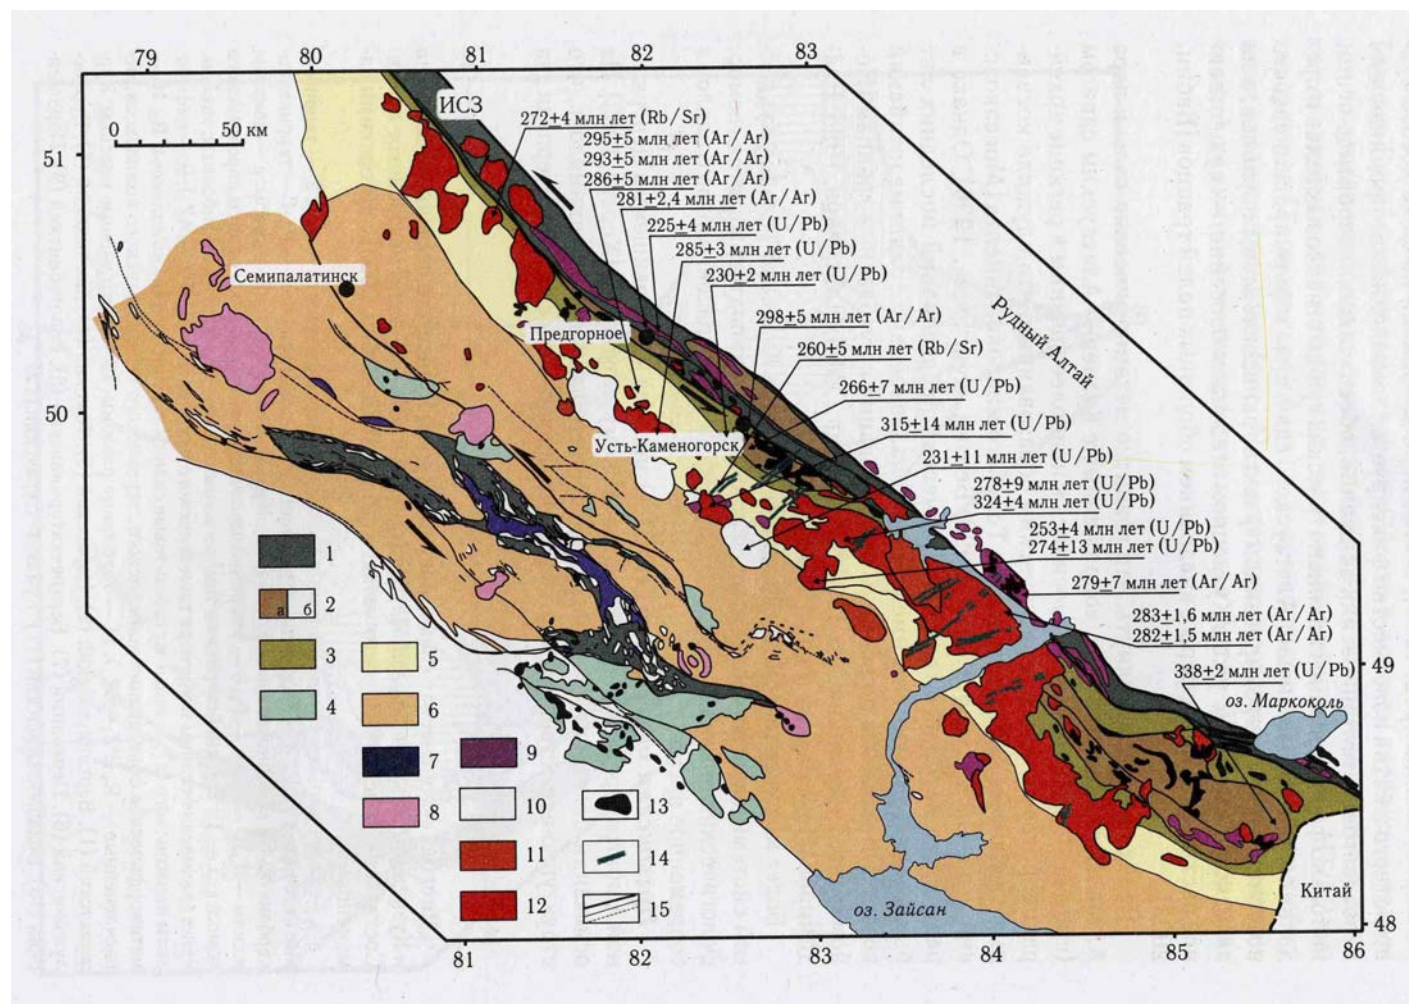 79 80 81 82 83
ИСЗ
0 50 км
51
272±4 млн лет (Rb/Sr)
295±5 млн лет (Ar/Ar)
293±5 млн лет (Ar/Ar)
286±5 млн лет (Ar/Ar)
281±2,4 млн лет (Ar/Ar)
225±4 млн лет (U/Pb)
285±3 млн лет (U/Pb)
230±2 млн лет (U/Pb)
Семипалатинск
Предгорное
Рудный Алтай
298±5 млн лет (Ar/Ar)
260±5 млн лет (Rb/Sr)
266±7 млн лет (U/Pb)
50
Усть-Каменогорск
315±14 млн лет (U/Pb)
231±11 млн лет (U/Pb)
278±9 млн лет (U/Pb)
324±4 млн лет (U/Pb)
253±4 млн лет (U/Pb)
274±13 млн лет (U/Pb)
279±7 млн лет (Ar/Ar)
283±1,6 млн лет (Ar/Ar)
282±1,5 млн лет (Ar/Ar)
49
338±2 млн лет (U/Pb)
оз. Маркоколь
1
а б 2
3
4
5
6
7
8
9
10
11
12
13
14
15
оз. Зайсан
Китай
48
81 82 83 84 85 86